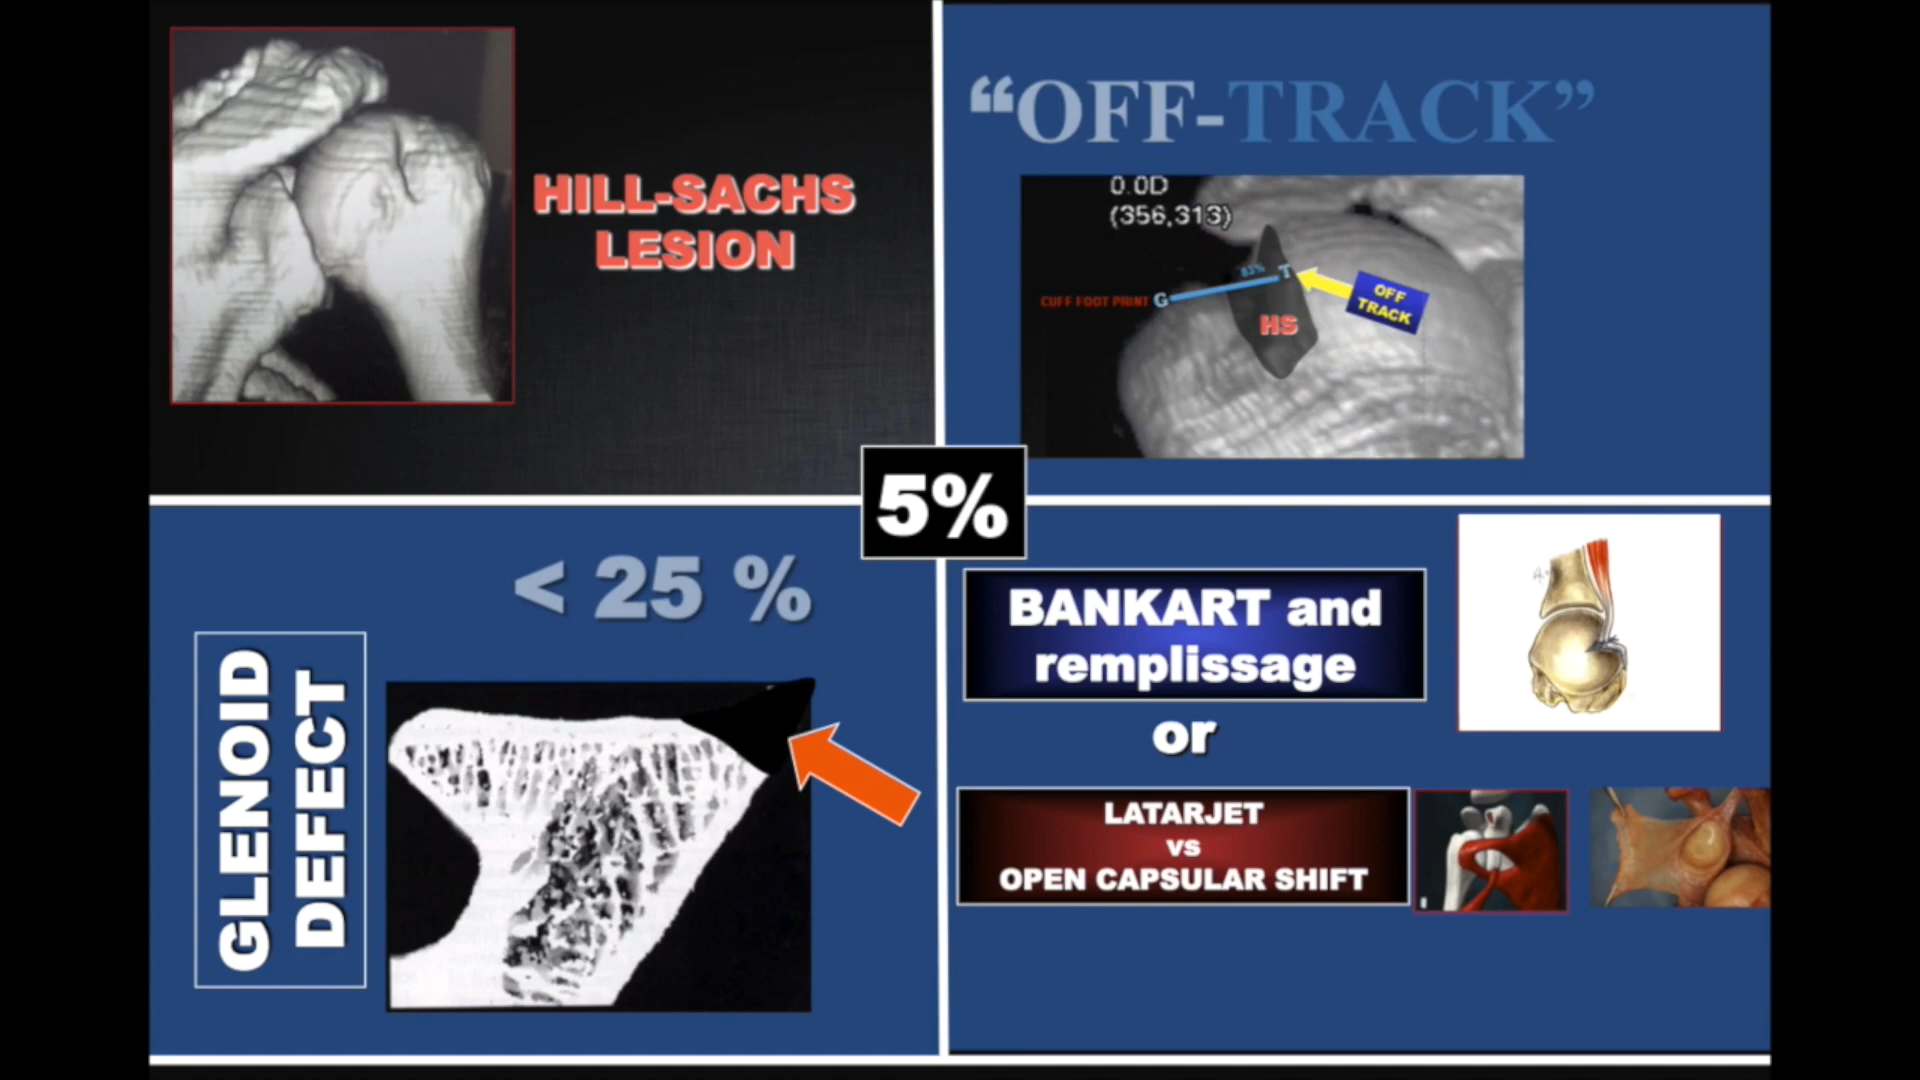 HILL-SACHS
LESION
“OFF-TRACK”
0.0D
(356,313)
83%
T
CUFF FOOT PRINT G
OFF
TRACK
HS
5%
< 25 %
GLENOID
DEFECT
BANKART and
remplissage
or
LATARJET
vs
OPEN CAPSULAR SHIFT